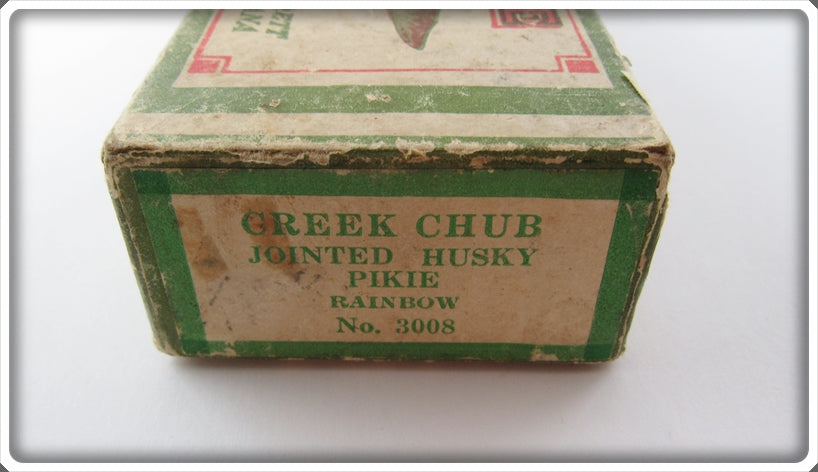 CREEK CHUB
JOINTED HUSKY
PIKIE
RAINBOW
No. 3008